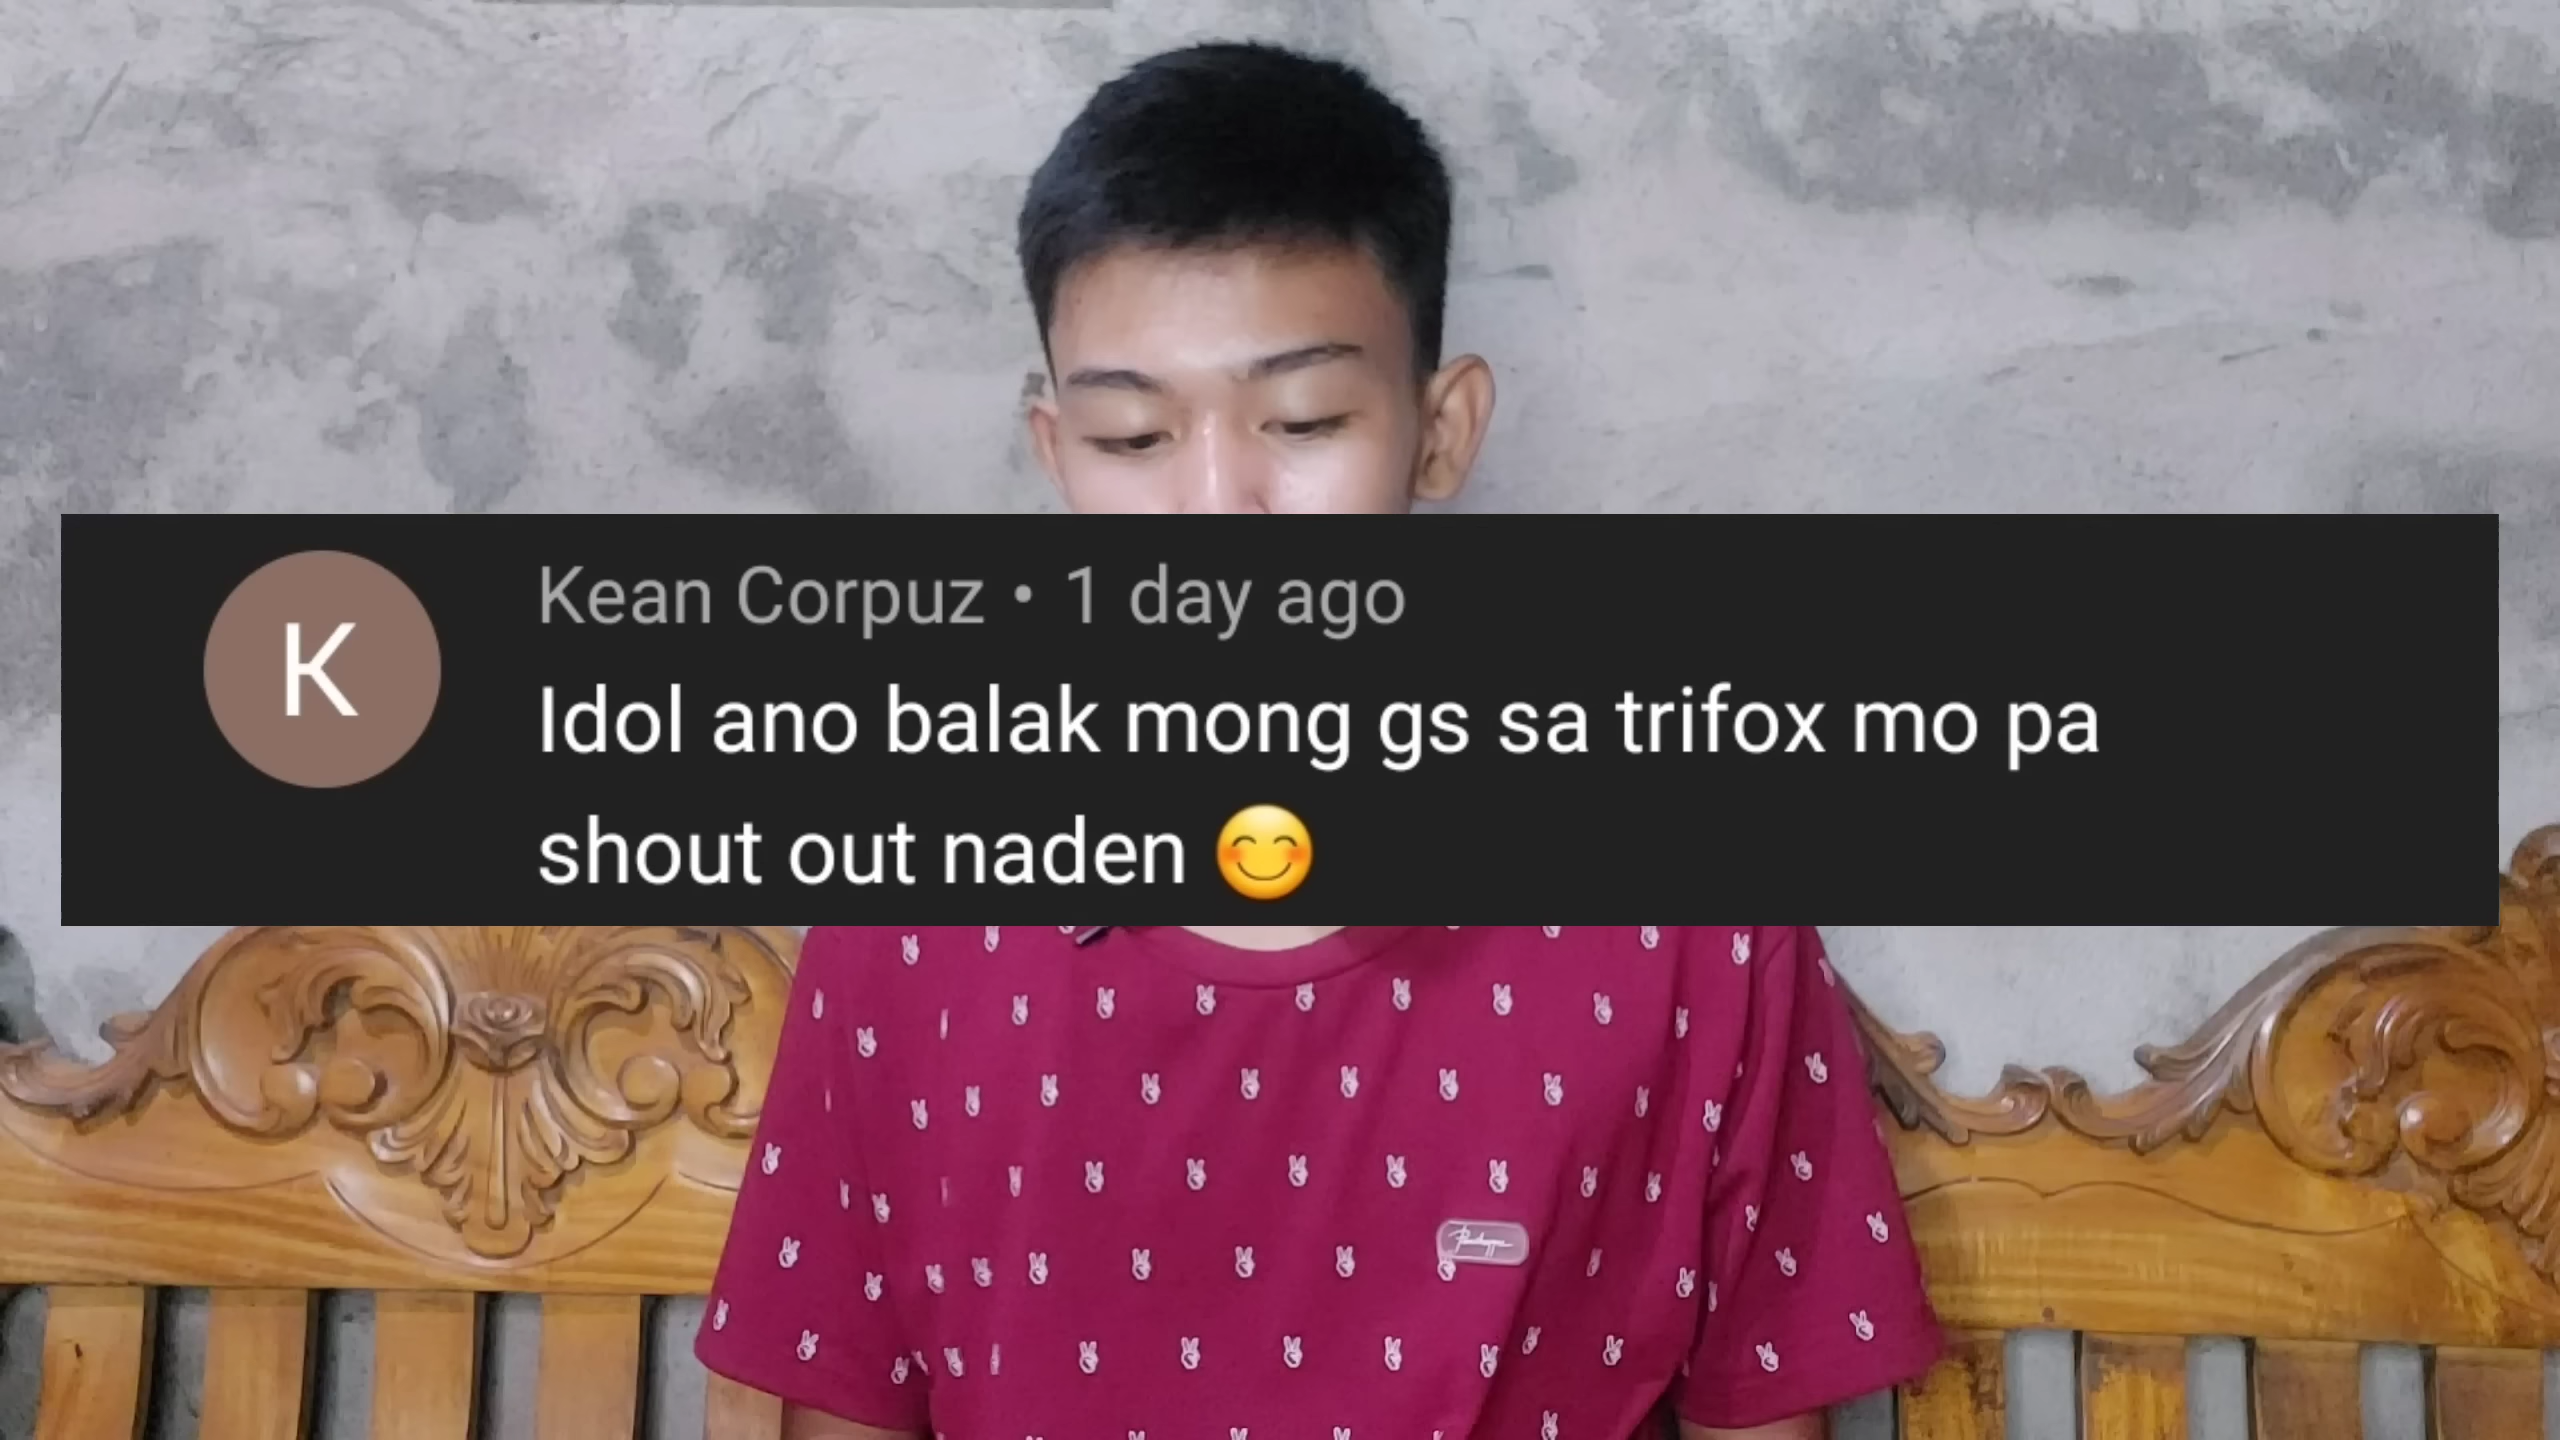 K
Kean Corpuz • 1 day ago
Idol ano balak mong gs sa trifox mo pa
shout out naden 😊